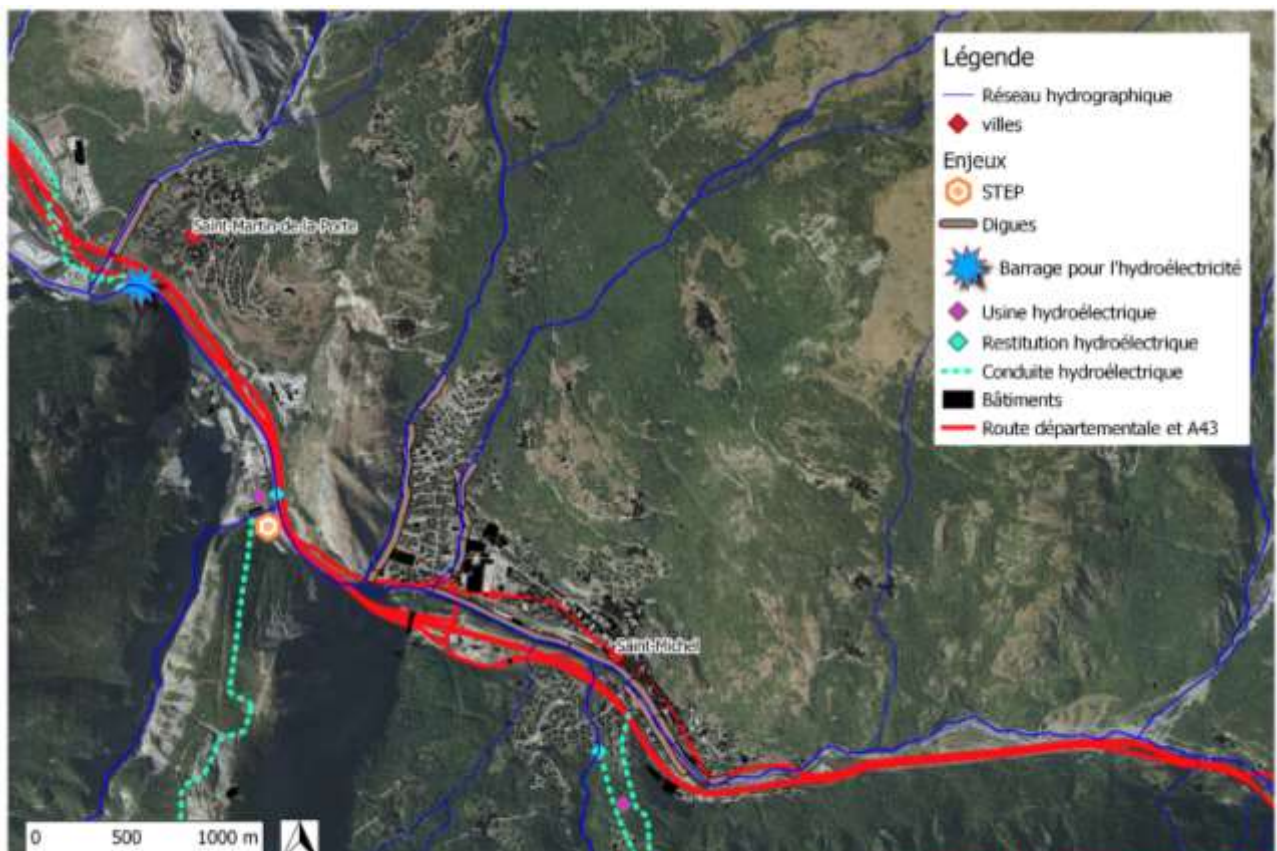 Légende
Réseau hydrographique
villes
Enjeux
STEP
Digues
Barrage pour l'hydroélectricité
Usine hydroélectrique
Restitution hydroélectrique
Conduite hydroélectrique
Bâtiments
Route départementale et A43
Saint-Martin-de-la-Porte
Saint-Michel
0 500 1000 m